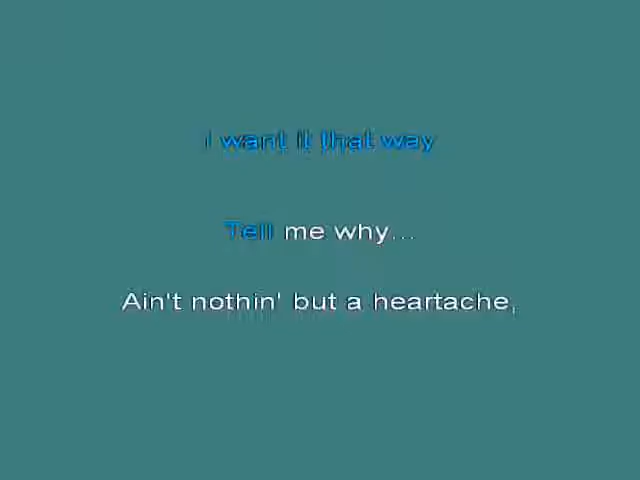 I want it that way
Tell me why...
Ain't nothin' but a heartache,